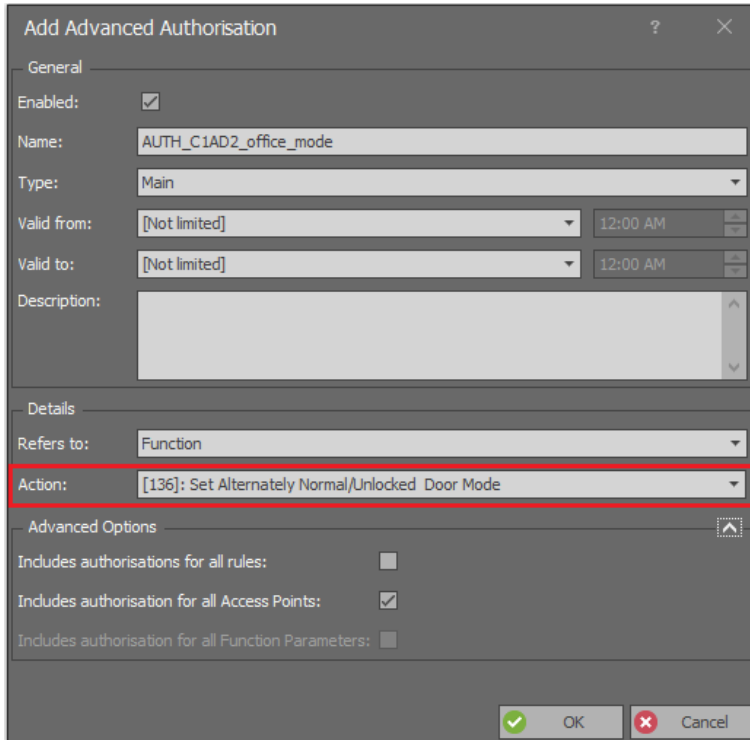 Add Advanced Authorisation ?
General
Enabled:
Name: AUTH_C1AD2_office_mode
Type: Main
Valid from: [Not limited] 12:00 AM
Valid to: [Not limited] 12:00 AM
Description:
Details
Refers to: Function
Action: [136]: Set Alternately Normal/Unlocked Door Mode
Advanced Options
Includes authorisations for all rules:
Includes authorisation for all Access Points:
Includes authorisation for all Function Parameters:
OK Cancel